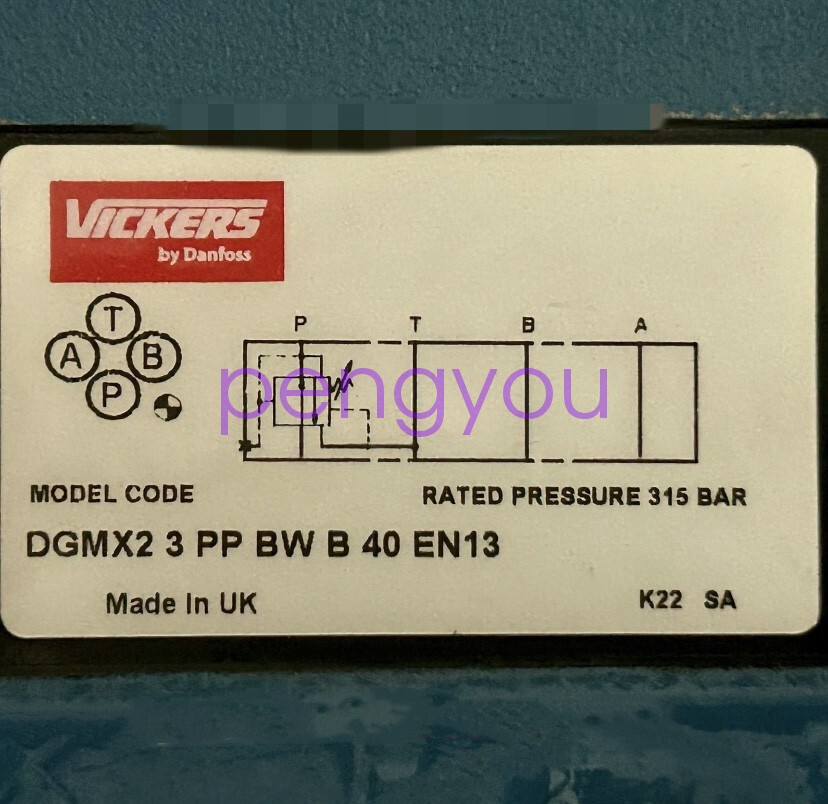 VICKERS
by Danfoss
T
A B
P
P T B A
pengyou
MODEL CODE
RATED PRESSURE 315 BAR
DGMX2 3 PP BW B 40 EN13
Made In UK
K22 SA